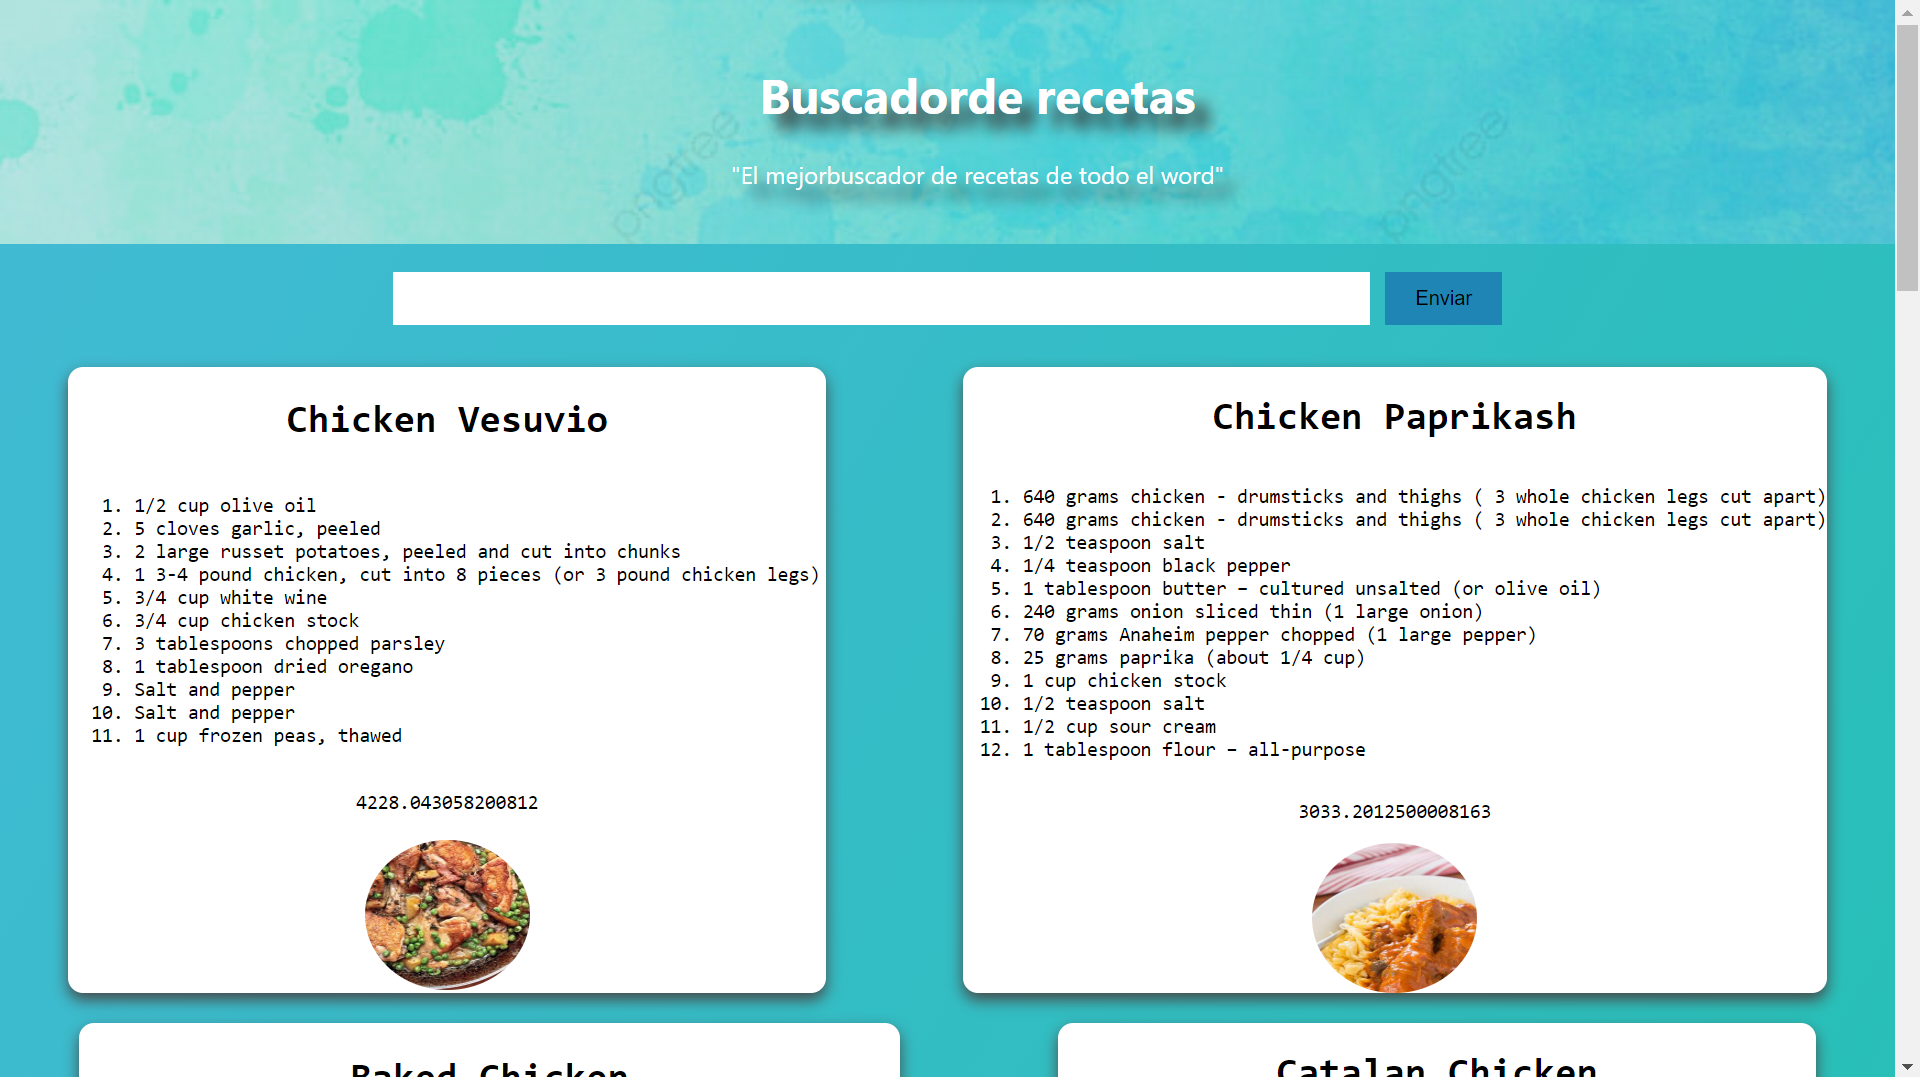 Buscadorde recetas
"El mejorbuscador de recetas de todo el word"
pngtree
pngtree
Enviar
Chicken Vesuvio
1. 1/2 cup olive oil
2. 5 cloves garlic, peeled
3. 2 large russet potatoes, peeled and cut into chunks
4. 1 3-4 pound chicken, cut into 8 pieces (or 3 pound chicken legs)
5. 3/4 cup white wine
6. 3/4 cup chicken stock
7. 3 tablespoons chopped parsley
8. 1 tablespoon dried oregano
9. Salt and pepper
10. Salt and pepper
11. 1 cup frozen peas, thawed
4228.043058200812
Chicken Paprikash
1. 640 grams chicken - drumsticks and thighs ( 3 whole chicken legs cut apart)
2. 640 grams chicken - drumsticks and thighs ( 3 whole chicken legs cut apart)
3. 1/2 teaspoon salt
4. 1/4 teaspoon black pepper
5. 1 tablespoon butter – cultured unsalted (or olive oil)
6. 240 grams onion sliced thin (1 large onion)
7. 70 grams Anaheim pepper chopped (1 large pepper)
8. 25 grams paprika (about 1/4 cup)
9. 1 cup chicken stock
10. 1/2 teaspoon salt
11. 1/2 cup sour cream
12. 1 tablespoon flour – all-purpose
3033.2012500008163
Baked Chicken
Catalan Chicken